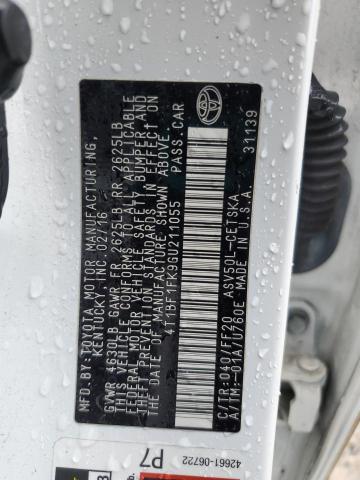 MFD. BY:
TOYOTA MOTOR MANUFACTURING,
KENTUCKY, INC. 02/16
GVWR 4630LB GAWR FR 2625LB RR 2625LB
THIS VEHICLE CONFORMS TO ALL APPLICABLE
FEDERAL MOTOR VEHICLE SAFETY, BUMPER, AND
THEFT PREVENTION STANDARDS IN EFFECT ON
THE DATE OF MANUFACTURE SHOWN ABOVE.
4T1BF1FK9GU211055 PASS. CAR
TOYOTA
31139
C/TR: 040/FF20 ASV50L-CETSKA
A/TM: -01A/U760E MADE IN U.S.A.
42661-06722
P7